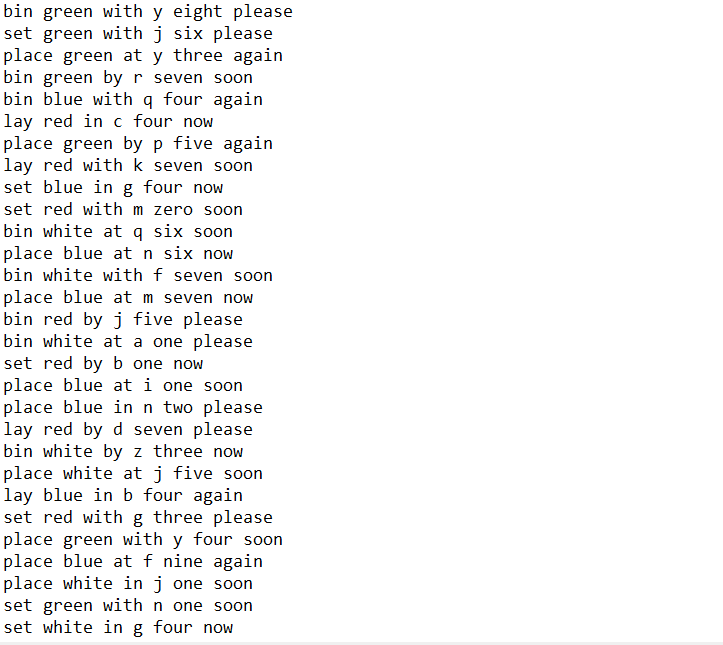 bin green with y eight please
set green with j six please
place green at y three again
bin green by r seven soon
bin blue with q four again
lay red in c four now
place green by p five again
lay red with k seven soon
set blue in g four now
set red with m zero soon
bin white at q six soon
place blue at n six now
bin white with f seven soon
place blue at m seven now
bin red by j five please
bin white at a one please
set red by b one now
place blue at i one soon
place blue in n two please
lay red by d seven please
bin white by z three now
place white at j five soon
lay blue in b four again
set red with g three please
place green with y four soon
place blue at f nine again
place white in j one soon
set green with n one soon
set white in g four now